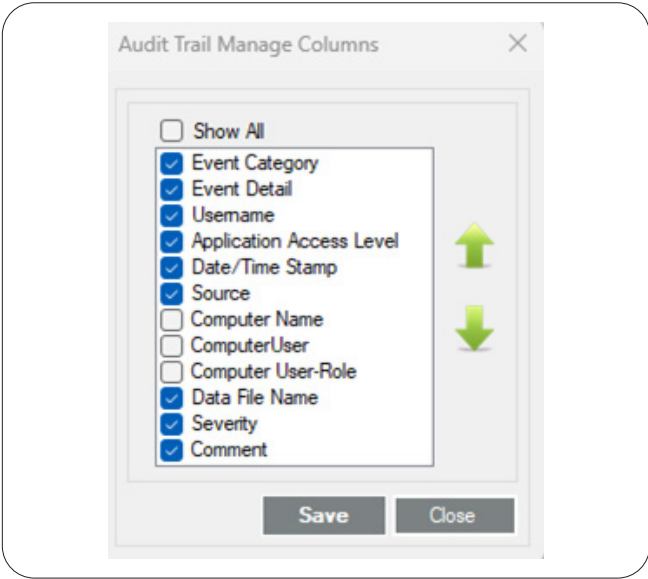 Audit Trail Manage Columns
Show All
Event Category
Event Detail
Username
Application Access Level
Date/Time Stamp
Source
Computer Name
ComputerUser
Computer User-Role
Data File Name
Severity
Comment
Save Close